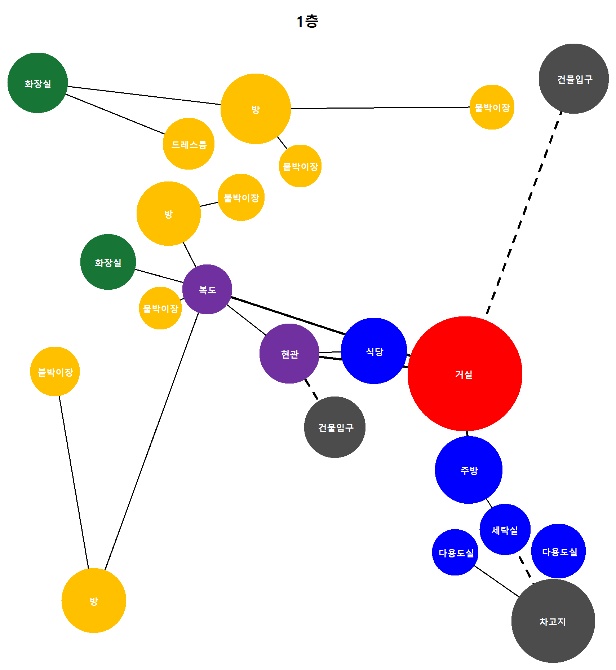 1층
화장실
건물입구
방
붙박이장
드레스룸
붙박이장
붙박이장
방
화장실
복도
붙박이장
현관
식당
거실
붙박이장
건물입구
주방
세탁실
다용도실
다용도실
방
차고지